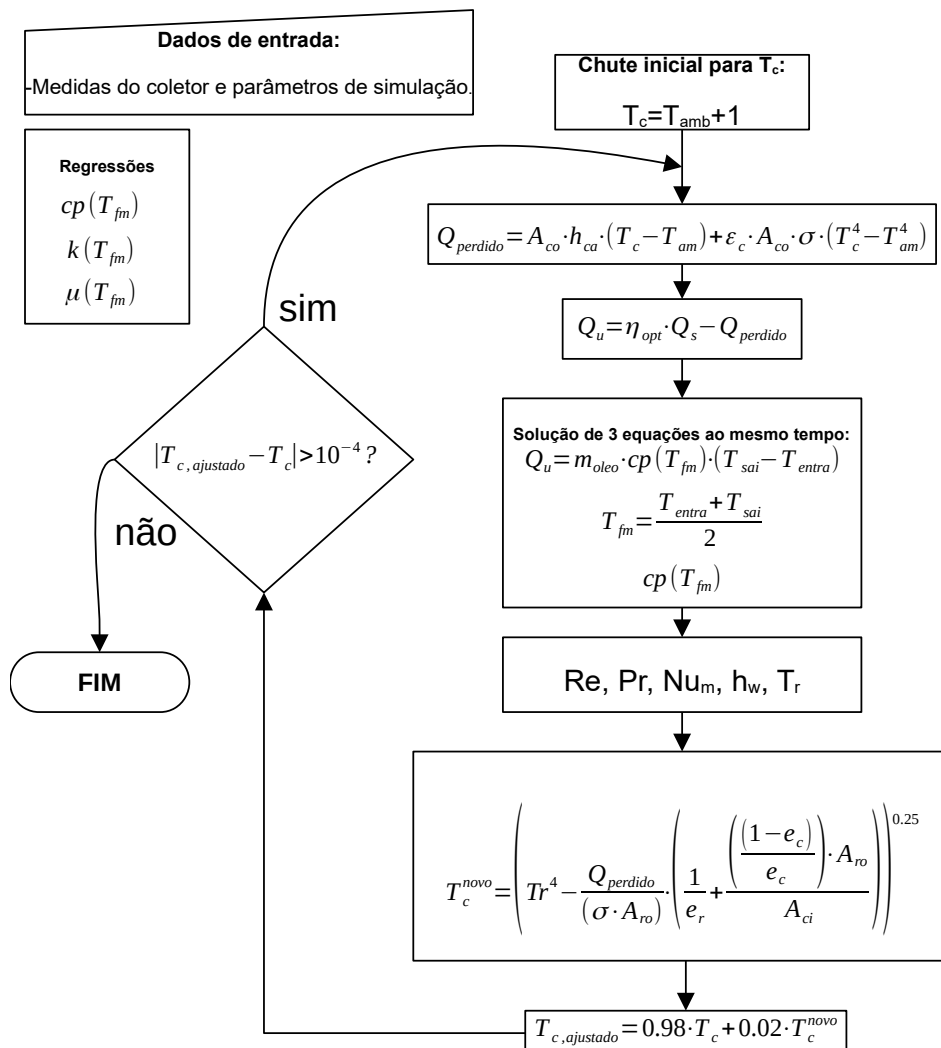 Dados de entrada:
-Medidas do coletor e parâmetros de simulação.
Regressões
cp(T_fm)
k(T_fm)
μ(T_fm)
Chute inicial para T_c:
T_c=T_amb+1
Q_perdido=A_co·h_ca·(T_c−T_am)+ε_c·A_co·σ·(T_c^4−T_am^4)
Q_u=η_opt·Q_s−Q_perdido
Solução de 3 equações ao mesmo tempo:
Q_u=m_oleo·cp(T_fm)·(T_sai−T_entra)
T_fm=(T_entra+T_sai)/2
cp(T_fm)
Re, Pr, Nu_m, h_w, T_r
T_c^novo=(Tr^4−Q_perdido/(σ·A_ro)·(1/e_r+(((1−e_c)/e_c)·A_ro)/A_ci))^0.25
T_c,ajustado=0.98·T_c+0.02·T_c^novo
|T_c,ajustado−T_c|>10^−4?
sim
não
FIM